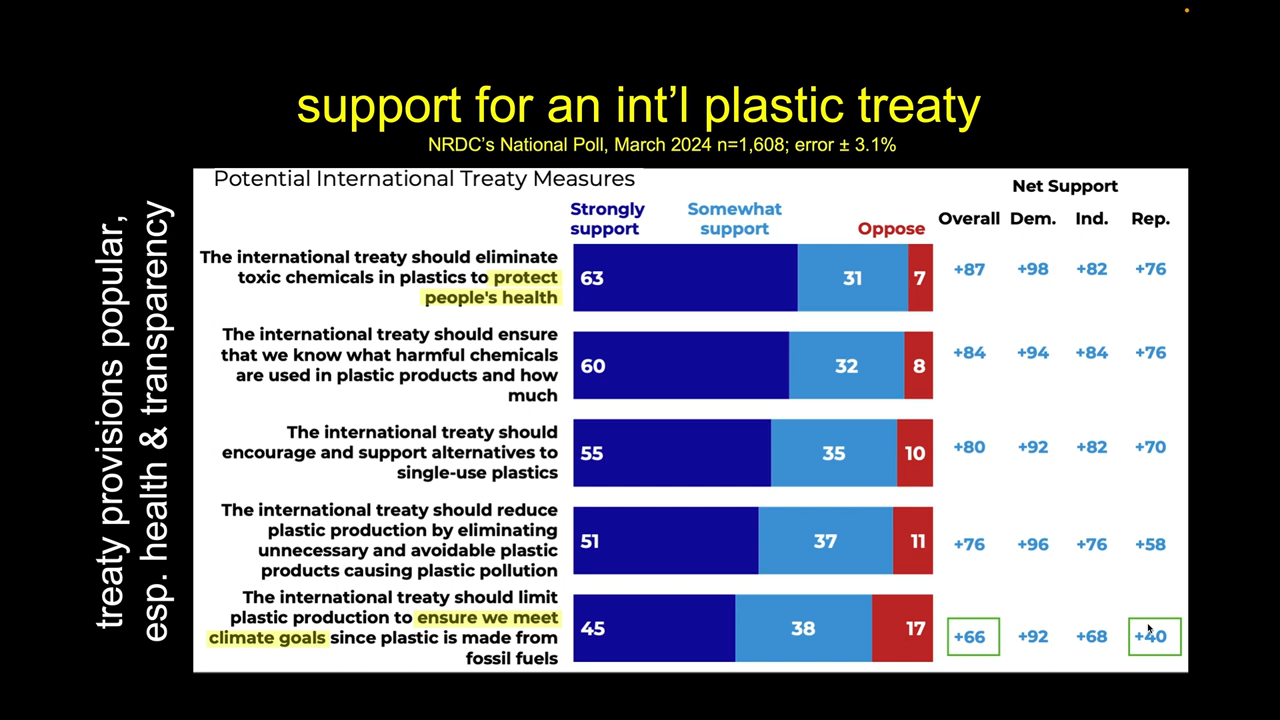 support for an int'l plastic treaty
NRDC's National Poll, March 2024 n=1,608; error ± 3.1%
treaty provisions popular,
esp. health & transparency
Potential International Treaty Measures
Net Support
Strongly support
Somewhat support
Oppose
Overall Dem. Ind. Rep.
The international treaty should eliminate
toxic chemicals in plastics to protect
people's health
63 31 7 +87 +98 +82 +76
The international treaty should ensure
that we know what harmful chemicals
are used in plastic products and how
much
60 32 8 +84 +94 +84 +76
The international treaty should
encourage and support alternatives to
single-use plastics
55 35 10 +80 +92 +82 +70
The international treaty should reduce
plastic production by eliminating
unnecessary and avoidable plastic
products causing plastic pollution
51 37 11 +76 +96 +76 +58
The international treaty should limit
plastic production to ensure we meet
climate goals since plastic is made from
fossil fuels
45 38 17 +66 +92 +68 +40